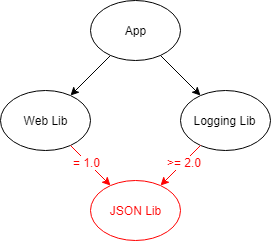 App
Web Lib
Logging Lib
= 1.0
>= 2.0
JSON Lib